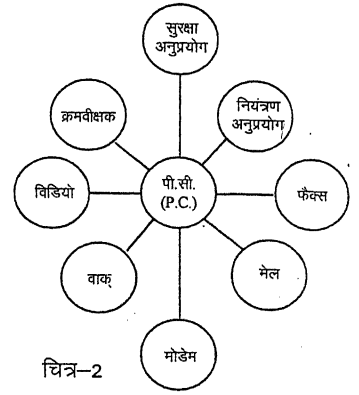 सुरक्षा
अनुप्रयोग
क्रमवीक्षक
नियंत्रण
अनुप्रयोग
विडियो
पी.सी.
(P.C.)
फैक्स
वाक्
मेल
मोडेम
चित्र–2